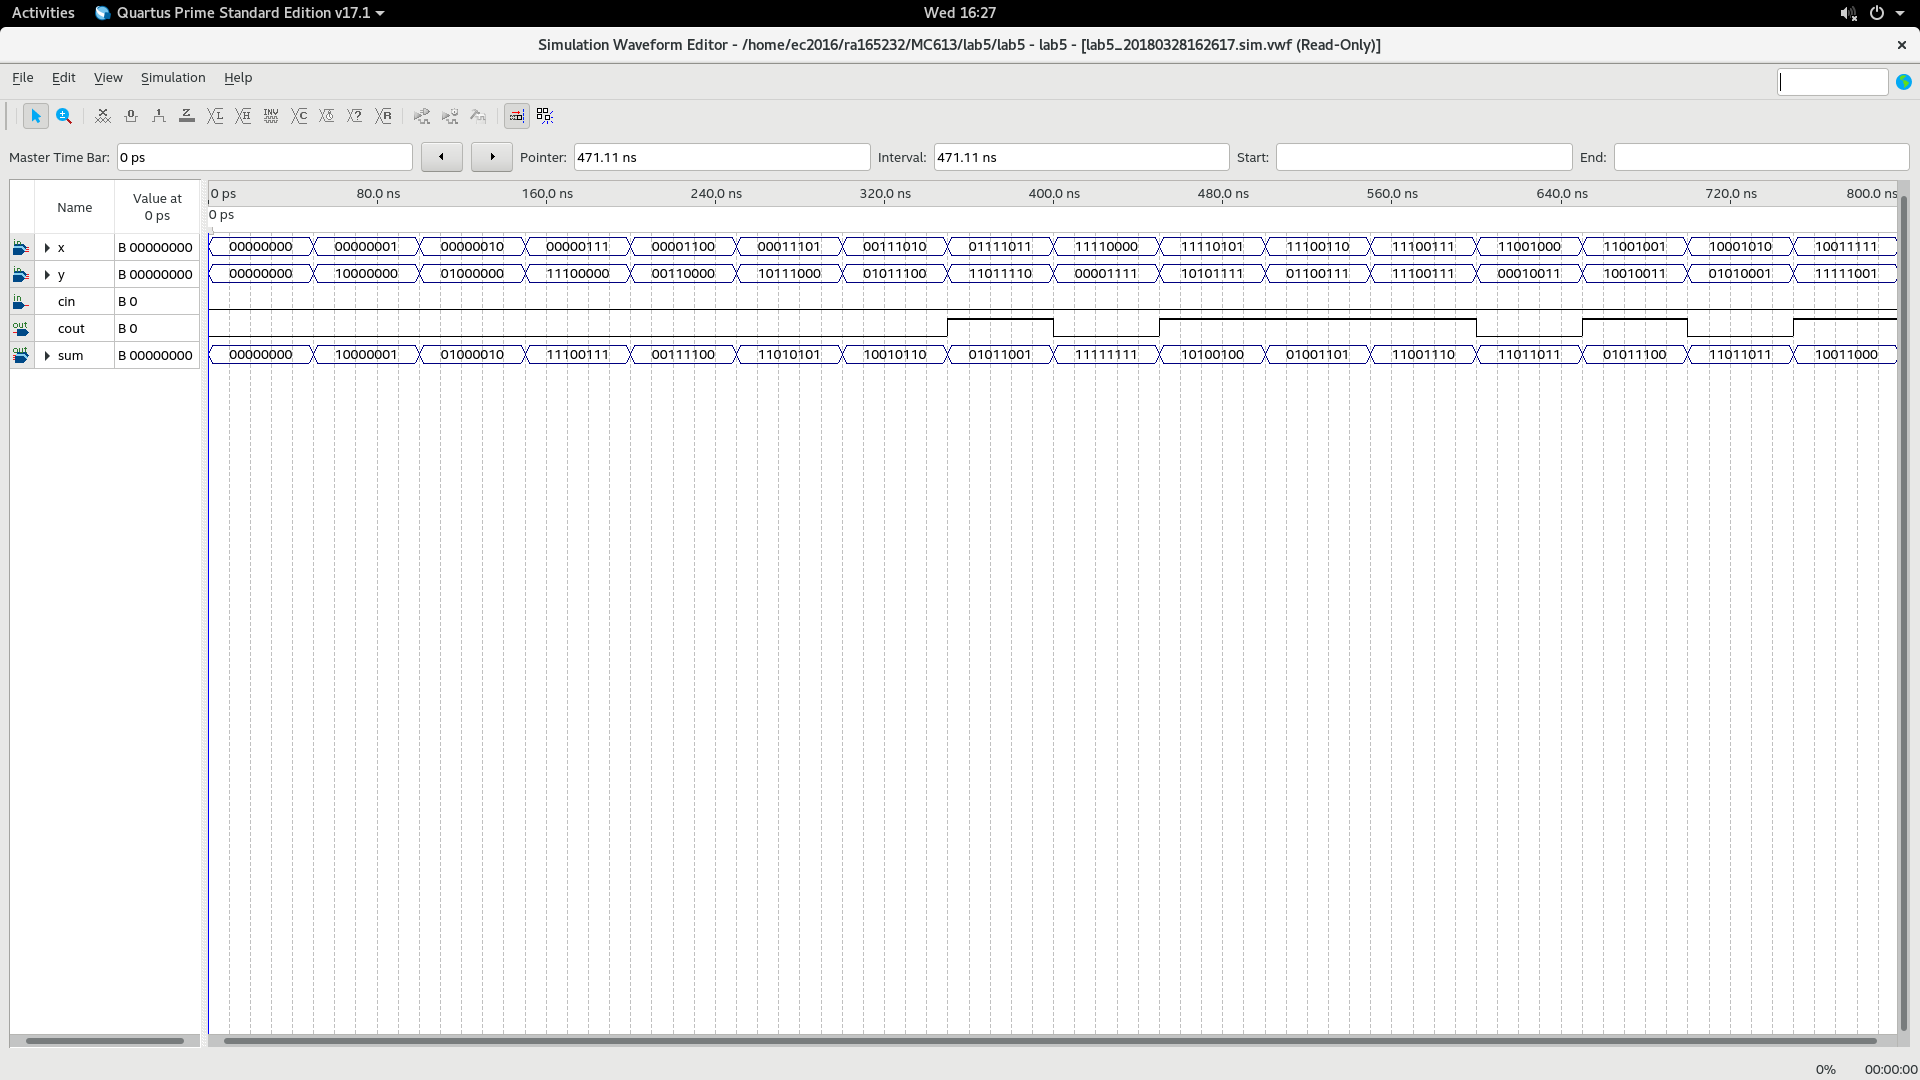 Activities Quartus Prime Standard Edition v17.1 Wed 16:27
Simulation Waveform Editor - /home/ec2016/ra165232/MC613/lab5/lab5 - lab5 - [lab5_20180328162617.sim.vwf (Read-Only)]
File Edit View Simulation Help
Master Time Bar: 0 ps Pointer: 471.11 ns Interval: 471.11 ns Start: End:
Name Value at 0 ps 0 ps 80.0 ns 160.0 ns 240.0 ns 320.0 ns 400.0 ns 480.0 ns 560.0 ns 640.0 ns 720.0 ns 800.0 ns
0 ps
x B 00000000 00000000 00000001 00000010 00000111 00001100 00011101 00111010 01111011 11110000 11110101 11100110 11100111 11001000 11001001 10001010 10011111
y B 00000000 00000000 10000000 01000000 11100000 00110000 10111000 01011100 11011110 00001111 10101111 01100111 11100111 00010011 10010011 01010001 11111001
cin B 0
cout B 0
sum B 00000000 00000000 10000001 01000010 11100111 00111100 11010101 10010110 01011001 11111111 10100100 01001101 11001110 11011011 01011100 11011011 10011000
0% 00:00:00